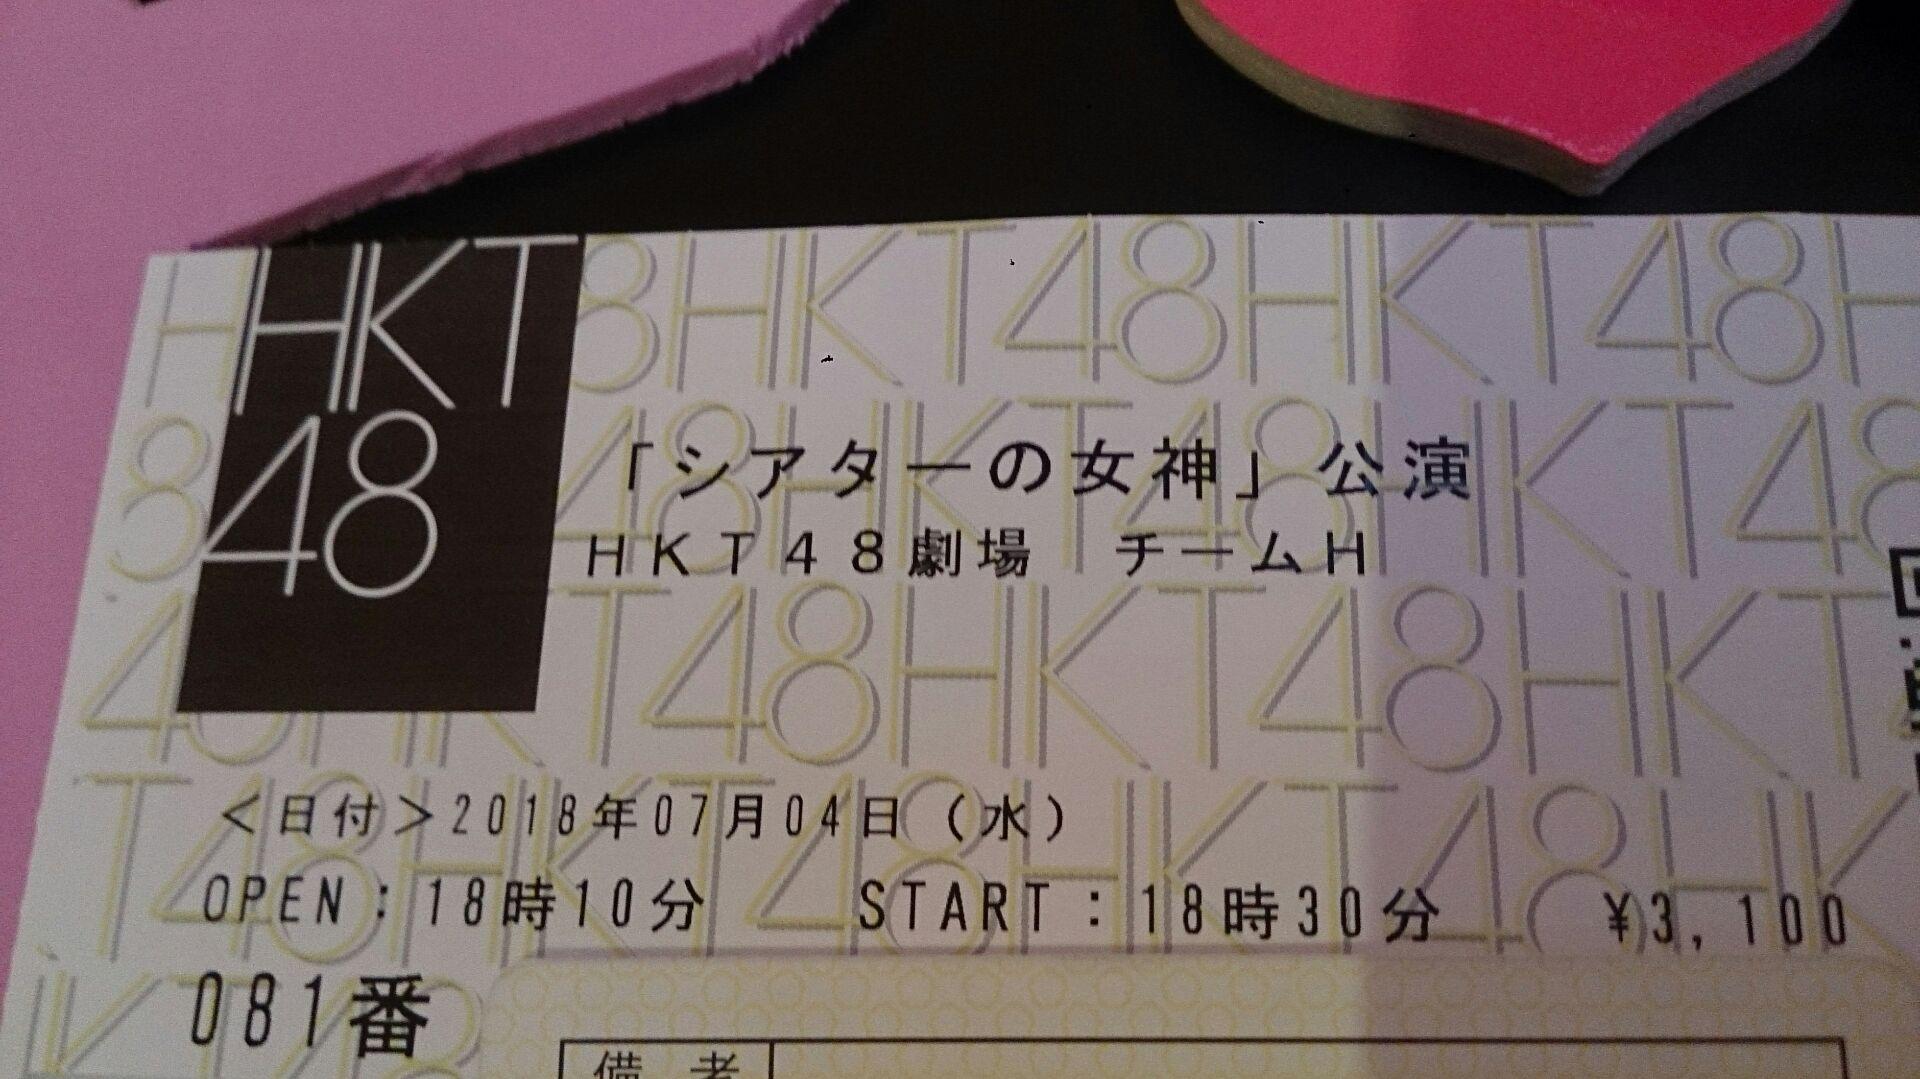 HKT
48
「シアターの女神」公演
HKT48劇場 チームH
<日付>2018年07月04日(水)
OPEN:18時10分 START:18時30分 ¥3,100
081番
備考